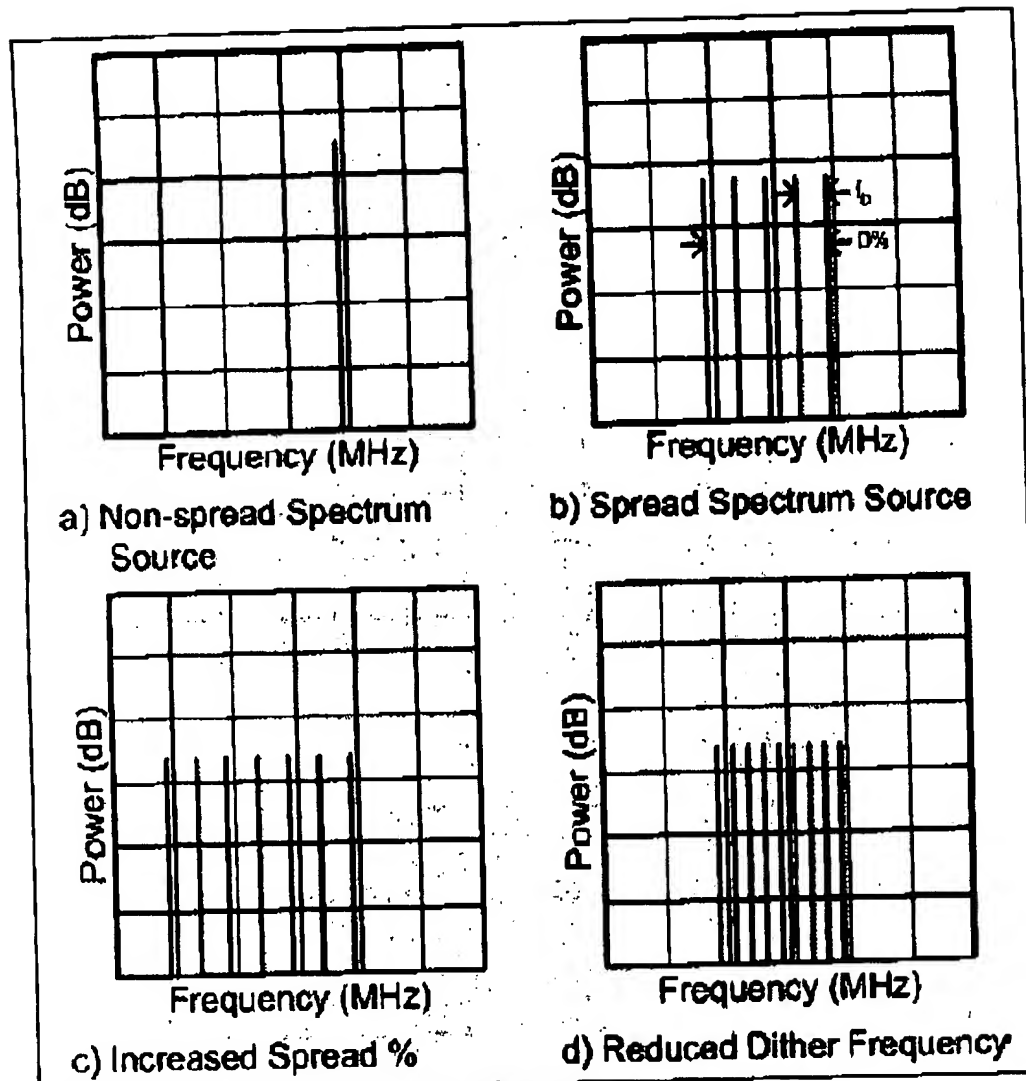 Power (dB)
Frequency (MHz)
a) Non-spread Spectrum
Source
Power (dB)
f_D
D%
Frequency (MHz)
b) Spread Spectrum Source
Power (dB)
Frequency (MHz)
c) Increased Spread %
Power (dB)
Frequency (MHz)
d) Reduced Dither Frequency